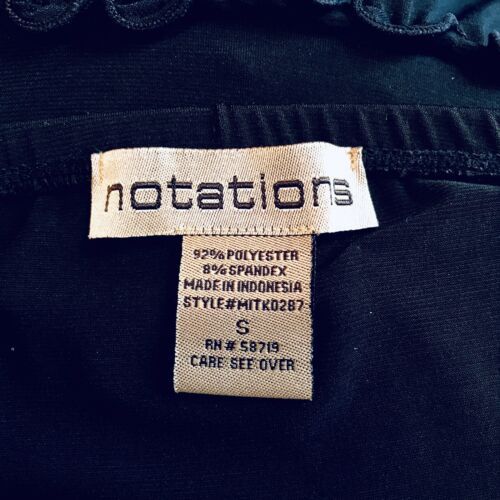 notations
92% POLYESTER
8% SPANDEX
MADE IN INDONESIA
STYLE#MITK0287
S
RN# 58719
CARE SEE OVER